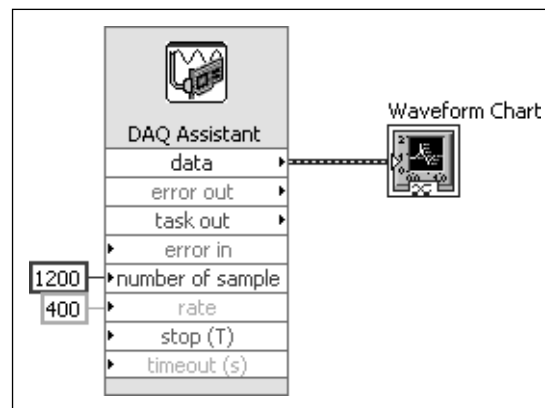 DAQ Assistant
data
error out
task out
error in
number of sample
rate
stop (T)
timeout (s)
1200
400
Waveform Chart